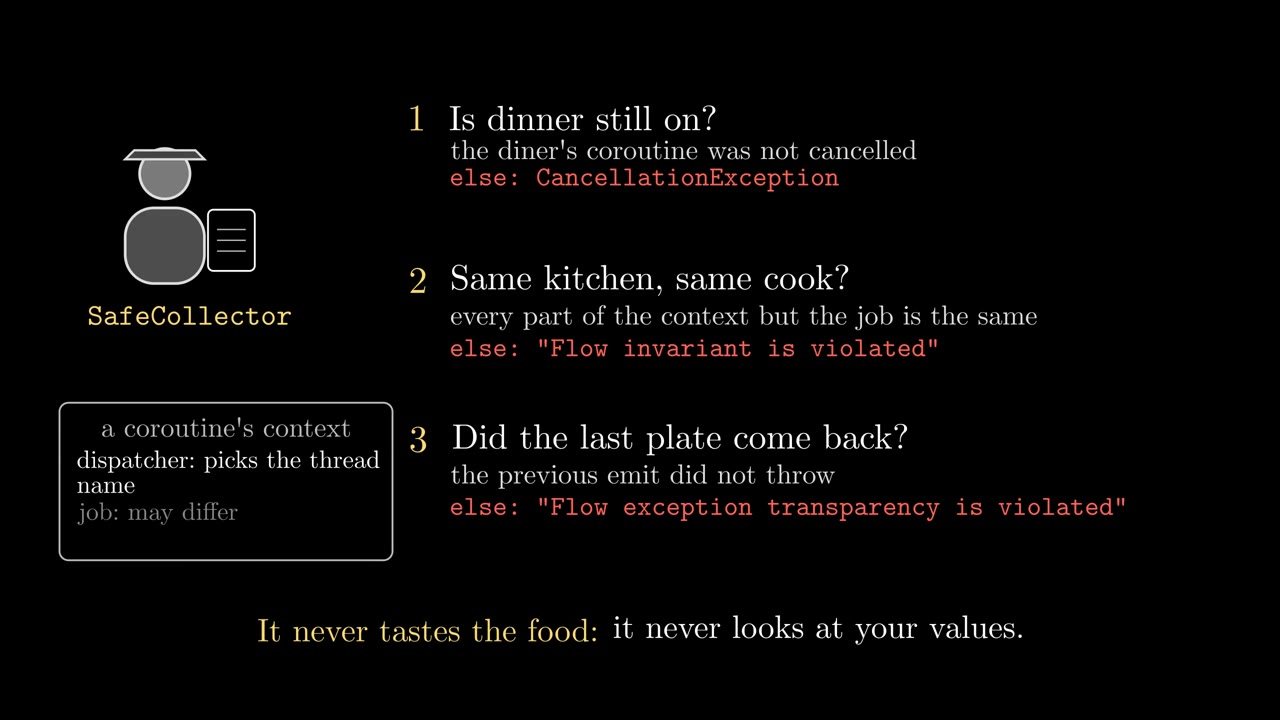 1 Is dinner still on?
the diner's coroutine was not cancelled
else: CancellationException
SafeCollector
2 Same kitchen, same cook?
every part of the context but the job is the same
else: "Flow invariant is violated"
a coroutine's context
dispatcher: picks the thread
name
job: may differ
3 Did the last plate come back?
the previous emit did not throw
else: "Flow exception transparency is violated"
It never tastes the food: it never looks at your values.